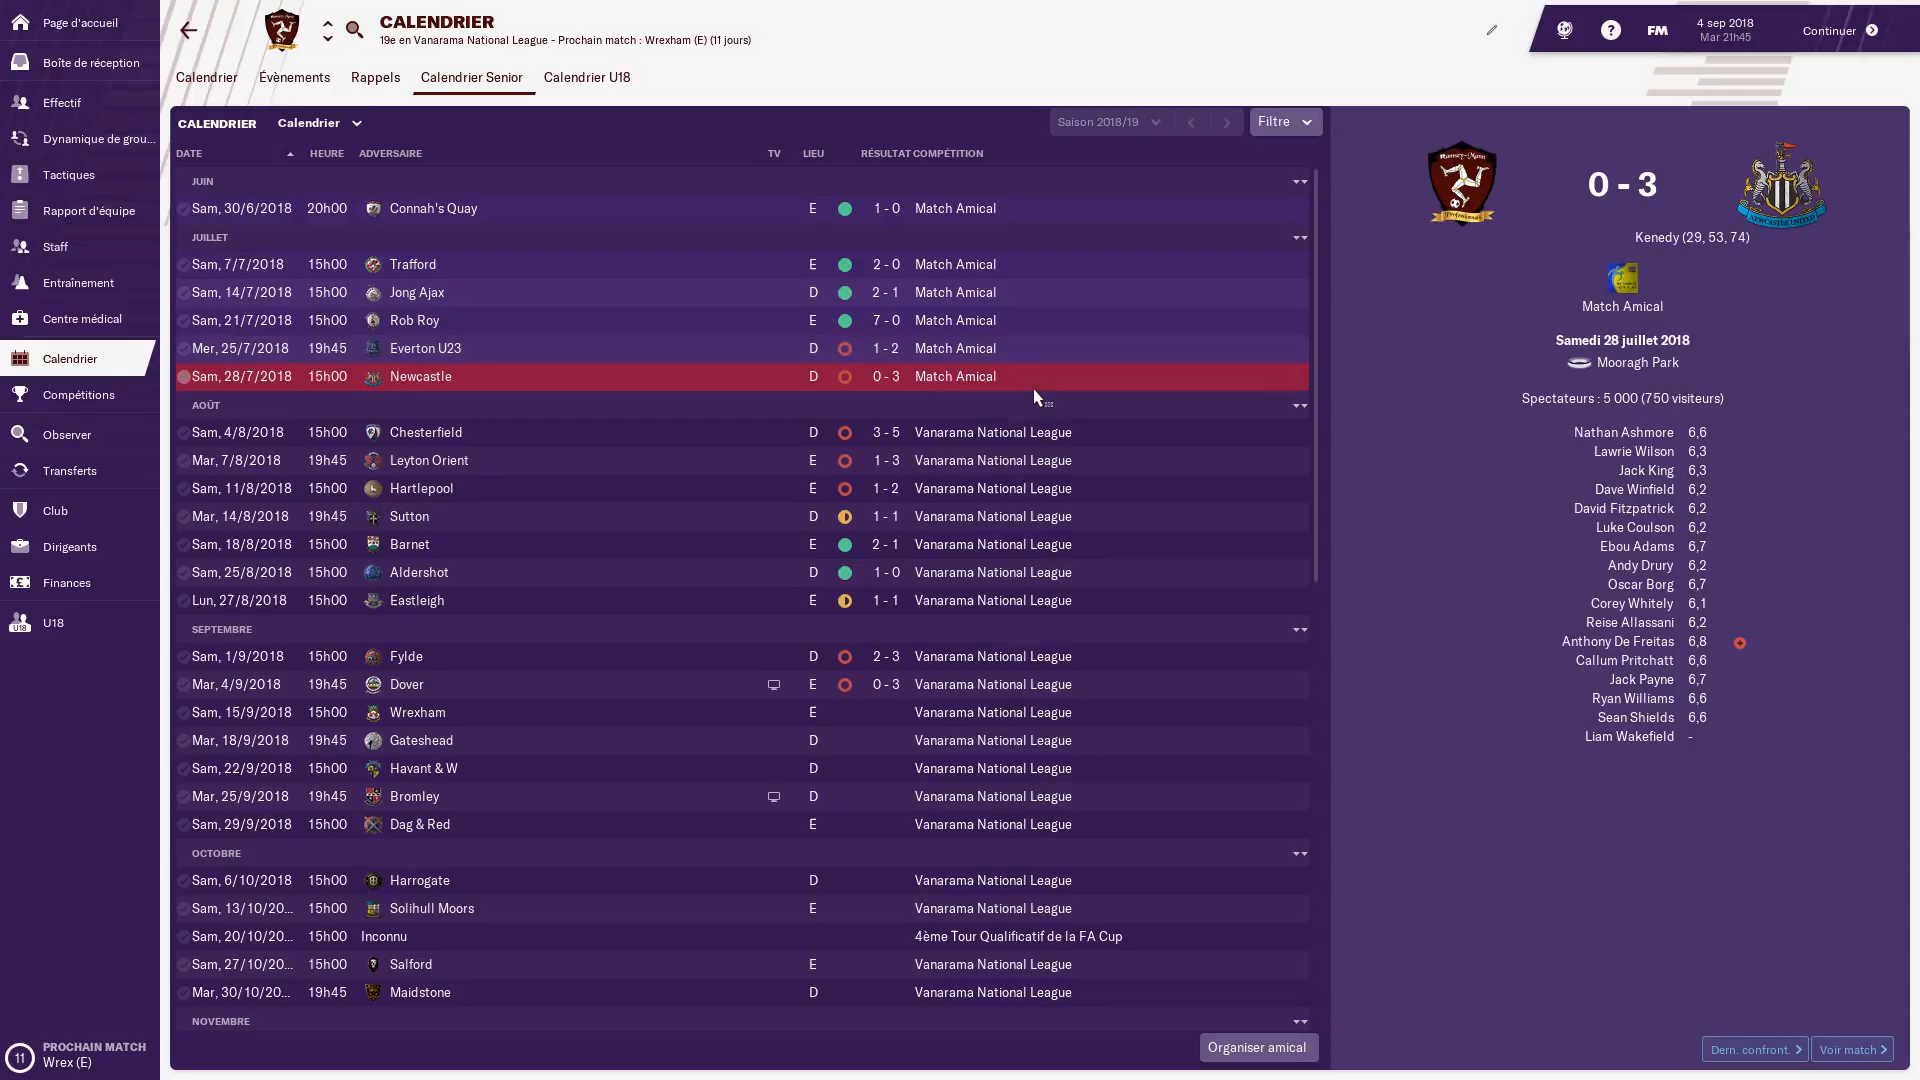 Page d'accueil
Boîte de réception
Effectif
Dynamique de grou...
Tactiques
Rapport d'équipe
Staff
Entraînement
Centre médical
Calendrier
Compétitions
Observer
Transferts
Club
Dirigeants
Finances
U18
U18
11
PROCHAIN MATCH
Wrex (E)
CALENDRIER
19e en Vanarama National League - Prochain match : Wrexham (E) (11 jours)
FM
4 sep 2018
Mar 21h45
Continuer
Calendrier Évènements Rappels Calendrier Senior Calendrier U18
CALENDRIER Calendrier Saison 2018/19 Filtre
DATE HEURE ADVERSAIRE TV LIEU RÉSULTAT COMPÉTITION
JUIN
Sam, 30/6/2018 20h00 Connah's Quay E 1 - 0 Match Amical
JUILLET
Sam, 7/7/2018 15h00 Trafford E 2 - 0 Match Amical
Sam, 14/7/2018 15h00 Jong Ajax D 2 - 1 Match Amical
Sam, 21/7/2018 15h00 Rob Roy E 7 - 0 Match Amical
Mer, 25/7/2018 19h45 Everton U23 D 1 - 2 Match Amical
Sam, 28/7/2018 15h00 Newcastle D 0 - 3 Match Amical
AOÛT
Sam, 4/8/2018 15h00 Chesterfield D 3 - 5 Vanarama National League
Mar, 7/8/2018 19h45 Leyton Orient E 1 - 3 Vanarama National League
Sam, 11/8/2018 15h00 Hartlepool E 1 - 2 Vanarama National League
Mar, 14/8/2018 19h45 Sutton D 1 - 1 Vanarama National League
Sam, 18/8/2018 15h00 Barnet E 2 - 1 Vanarama National League
Sam, 25/8/2018 15h00 Aldershot D 1 - 0 Vanarama National League
Lun, 27/8/2018 15h00 Eastleigh E 1 - 1 Vanarama National League
SEPTEMBRE
Sam, 1/9/2018 15h00 Fylde D 2 - 3 Vanarama National League
Mar, 4/9/2018 19h45 Dover E 0 - 3 Vanarama National League
Sam, 15/9/2018 15h00 Wrexham E Vanarama National League
Mar, 18/9/2018 19h45 Gateshead D Vanarama National League
Sam, 22/9/2018 15h00 Havant & W D Vanarama National League
Mar, 25/9/2018 19h45 Bromley D Vanarama National League
Sam, 29/9/2018 15h00 Dag & Red E Vanarama National League
OCTOBRE
Sam, 6/10/2018 15h00 Harrogate D Vanarama National League
Sam, 13/10/20... 15h00 Solihull Moors E Vanarama National League
Sam, 20/10/20... 15h00 Inconnu 4ème Tour Qualificatif de la FA Cup
Sam, 27/10/20... 15h00 Salford E Vanarama National League
Mar, 30/10/20... 19h45 Maidstone D Vanarama National League
NOVEMBRE
Organiser amical
0 - 3
NEWCASTLE UNITED
Kenedy (29, 53, 74)
Match Amical
Samedi 28 juillet 2018
Mooragh Park
Spectateurs : 5 000 (750 visiteurs)
Nathan Ashmore 6,6
Lawrie Wilson 6,3
Jack King 6,3
Dave Winfield 6,2
David Fitzpatrick 6,2
Luke Coulson 6,2
Ebou Adams 6,7
Andy Drury 6,2
Oscar Borg 6,7
Corey Whitely 6,1
Reise Allassani 6,2
Anthony De Freitas 6,8
Callum Pritchatt 6,6
Jack Payne 6,7
Ryan Williams 6,6
Sean Shields 6,6
Liam Wakefield -
Dern. confront. Voir match